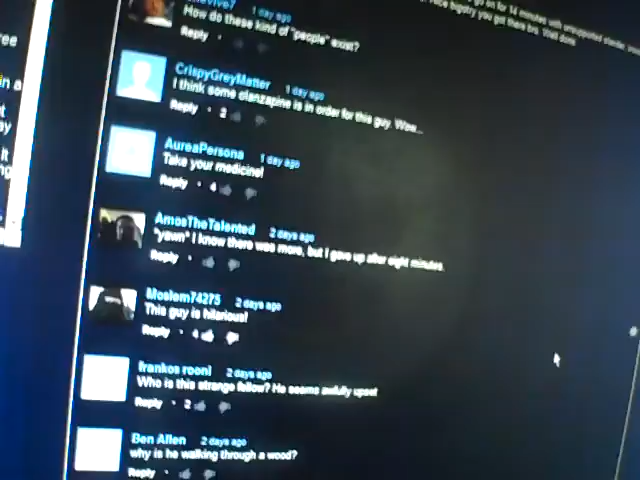 1 day ago
How do these kind of "people" exist?
Reply
CrispyGreyMatter 1 day ago
I think some olanzapine is in order for this guy. Wow...
Reply · 2
AureaPersona 1 day ago
Take your medicine!
Reply · 4
AmosTheTalented 2 days ago
"yawn" I know there was more, but I gave up after eight minutes.
Reply ·
Moslem74275 2 days ago
This guy is hilarious!
Reply · 4
frankos rooni 2 days ago
Who is this strange fellow? He seems awfully upset
Reply · 2
Ben Allen 2 days ago
why is he walking through a wood?
Reply ·